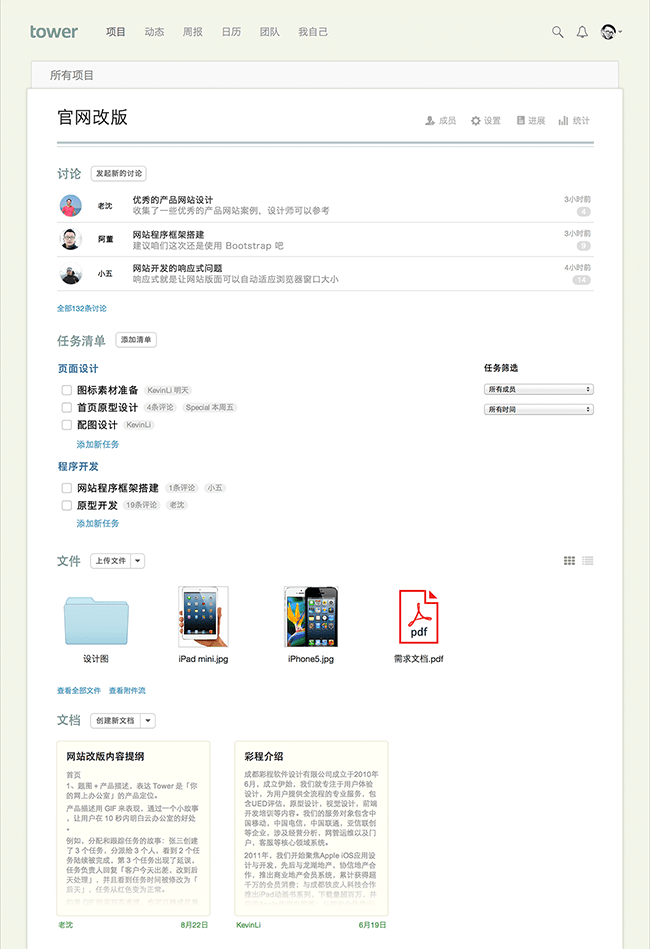 tower 项目 动态 周报 日历 团队 我自己
所有项目
官网改版 成员 设置 进展 统计
讨论 发起新的讨论
老沈 优秀的产品网站设计 3小时前
收集了一些优秀的产品网站案例，设计师可以参考 4
阿董 网站程序框架搭建 3小时前
建议咱们这次还是使用 Bootstrap 吧
小五 网站开发的响应式问题 4小时前
响应式就是让网站版面可以自动适应浏览器窗口大小 14
全部132条讨论
任务清单 添加清单
页面设计 任务筛选
图标素材准备 KevinLi 明天 所有成员
首页原型设计 4条评论 Special 本周五 所有时间
配图设计 KevinLi
添加新任务
程序开发
网站程序框架搭建 1条评论 小五
原型开发 19条评论 老沈
添加新任务
文件 上传文件
pdf
设计图 iPad mini.jpg iPhone5.jpg 需求文档.pdf
查看全部文件 查看附件流
文档 创建新文档
网站改版内容提纲
首页
1、题图 + 产品描述，表达 Tower 是「你
的网上办公室」的产品定位。
产品描述用 GIF 来表现，通过一个小故事
，让用户在 10 秒内明白云办公室的好处
。
例如，分配和跟踪任务的故事：张三创建
了 3 个任务，分派给 3 个人，看到 2 个任
务陆续被完成，第 3 个任务出现了延误，
任务负责人回复「客户今天出差，改到后
天处理」，并且看到任务时间被修改为「
后天」，任务从红色变为正常。
老沈 8月22日
彩程介绍
成都彩程软件设计有限公司成立于2010年
6月，成立伊始，我们就专注于用户体验
设计，为用户提供全流程的专业服务，包
含UED评估，原型设计，视觉设计，前端
开发培训等内容。我们的服务对象包含中
国移动，中国电信，中国联通，亚信联创
等企业，涉及经营分析，网管运维以及门
户，客服等核心领域系统。
2011年，我们开始聚焦Apple iOS应用设
计与开发，先后与龙湖地产，协信地产合
作，推出商业地产会员系统，累计获得超
千万的会员消费；与成都铁皮人科技合作
推出iPad动画书系列，下载量超百万，并
KevinLi 6月19日